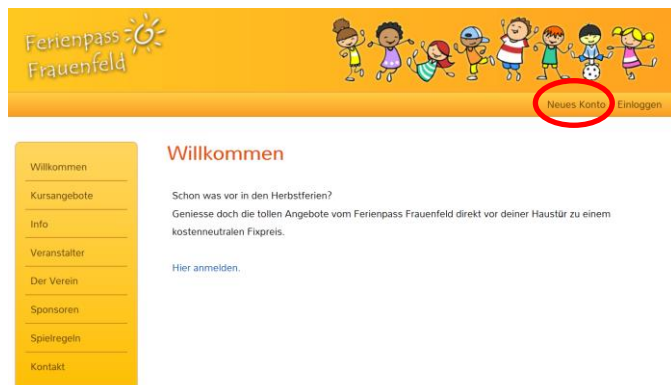 Ferienpass
Frauenfeld
Neues Konto
Einloggen
Willkommen
Kursangebote
Info
Veranstalter
Der Verein
Sponsoren
Spielregeln
Kontakt
Willkommen
Schon was vor in den Herbstferien?
Geniesse doch die tollen Angebote vom Ferienpass Frauenfeld direkt vor deiner Haustür zu einem
kostenneutralen Fixpreis.
Hier anmelden.